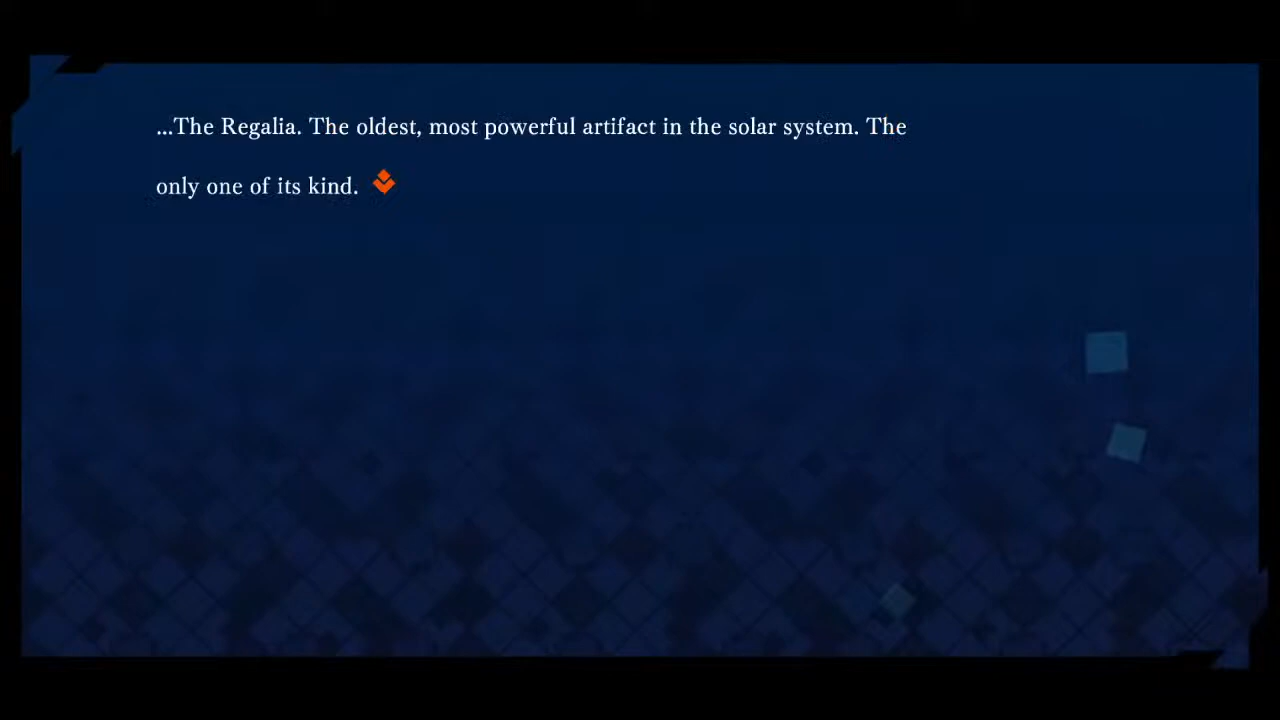 ...The Regalia. The oldest, most powerful artifact in the solar system. The
only one of its kind.